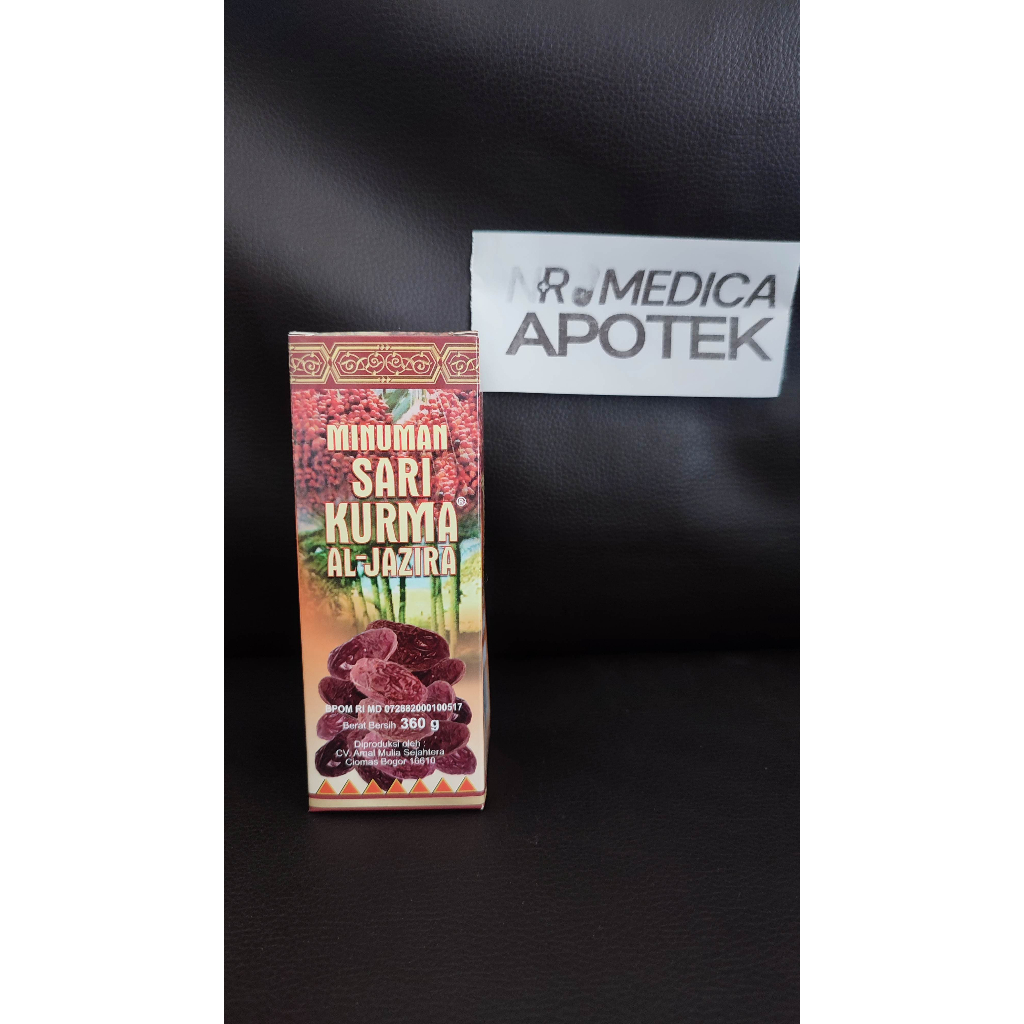 NR MEDICA
APOTEK
MINUMAN
SARI
KURMA®
AL-JAZIRA
BPOM RI MD 072882000100517
Berat Bersih 360 g
Diproduksi oleh :
CV. Amal Mulia Sejahtera
Ciomas Bogor 16610